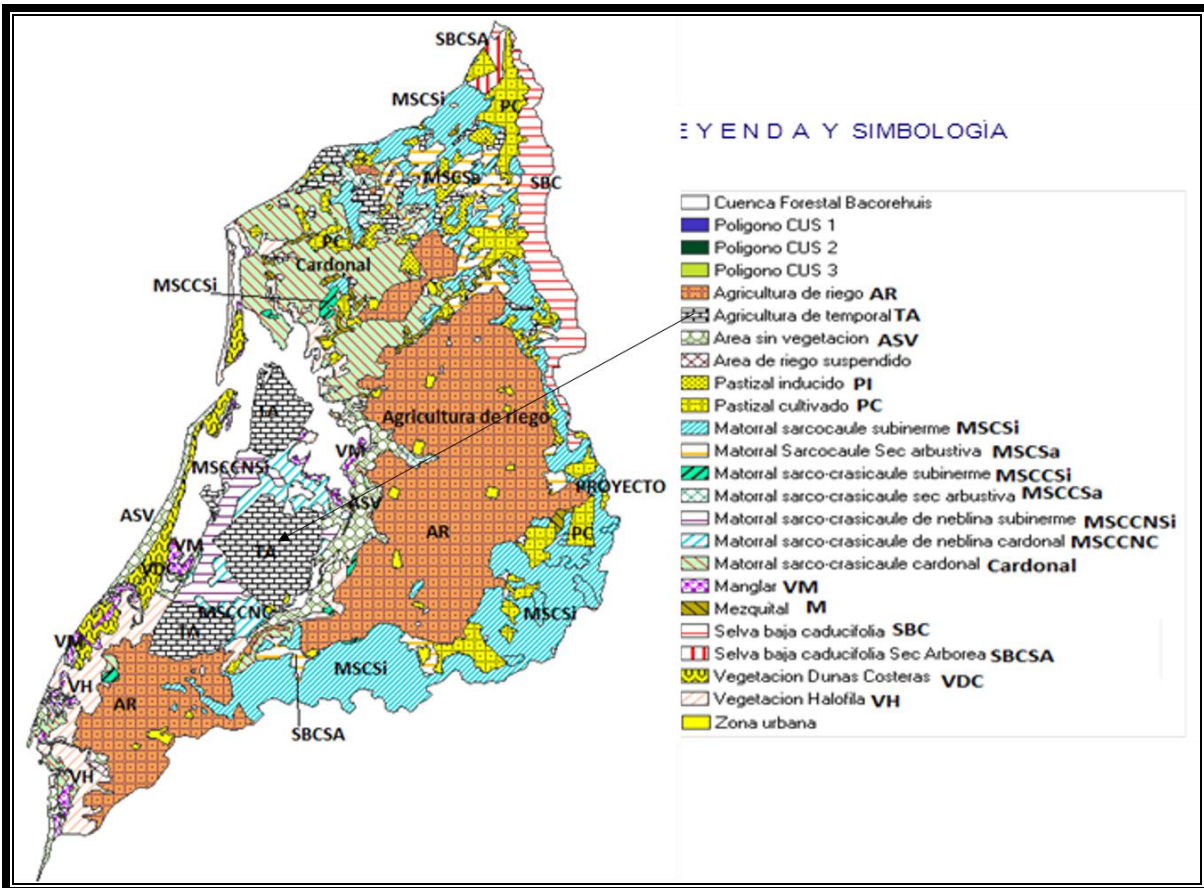 SBCSA
MSCSi
PC
MSCSa
SBC
PC
Cardonal
MSCCSi
Agricultura de riego
TA
VM
MSCCNSi
PROYECTO
ASV
ASV
AR
TA
PC
VM
VDC
MSCCNC
MSCSi
TA
VM
MSCSi
VH
AR
SBCSA
VH
EYENDA Y SIMBOLOGÌA
Cuenca Forestal Bacorehuis
Poligono CUS 1
Poligono CUS 2
Poligono CUS 3
Agricultura de riego AR
Agricultura de temporal TA
Area sin vegetacion ASV
Area de riego suspendido
Pastizal inducido PI
Pastizal cultivado PC
Matorral sarcocaule subinerme MSCSi
Matorral Sarcocaule Sec arbustiva MSCSa
Matorral sarco-crasicaule subinerme MSCCSi
Matorral sarco-crasicaule sec arbustiva MSCCSa
Matorral sarco-crasicaule de neblina subinerme MSCCNSi
Matorral sarco-crasicaule de neblina cardonal MSCCNC
Matorral sarco-crasicaule cardonal Cardonal
Manglar VM
Mezquital M
Selva baja caducifolia SBC
Selva baja caducifolia Sec Arborea SBCSA
Vegetacion Dunas Costeras VDC
Vegetacion Halofila VH
Zona urbana